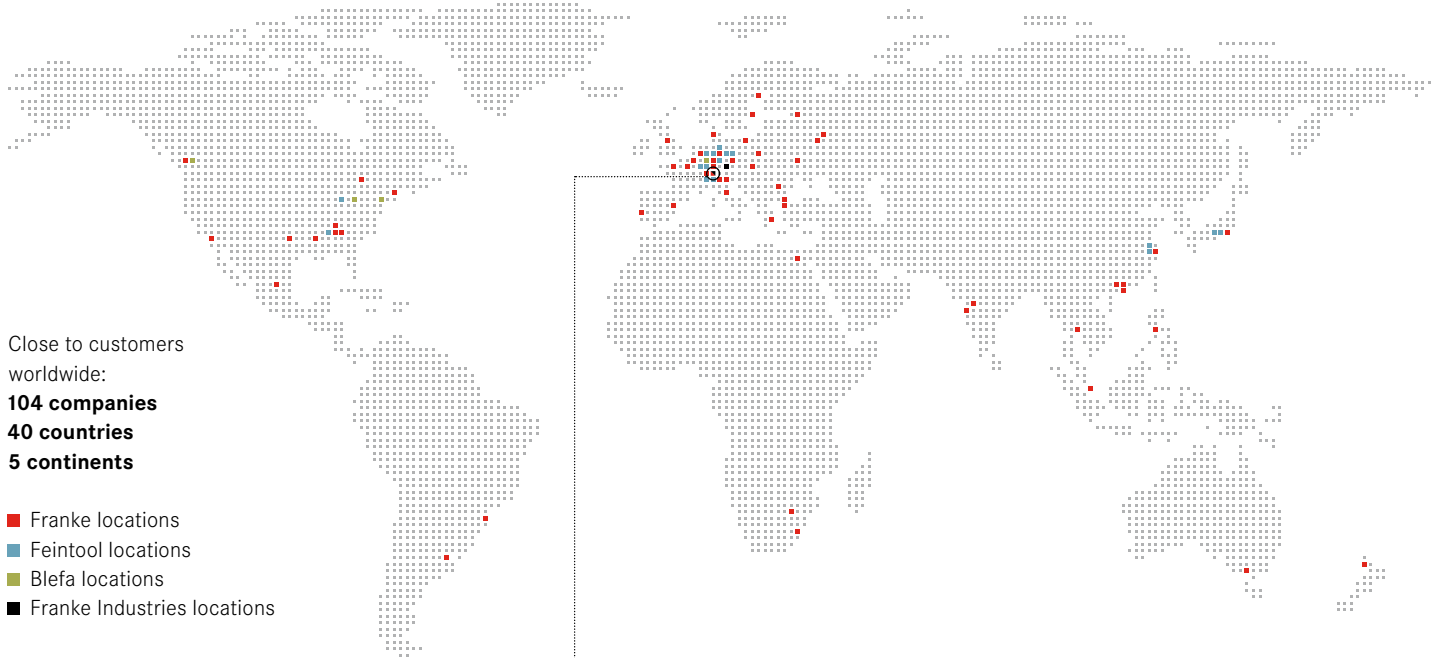 Close to customers
worldwide:
104 companies
40 countries
5 continents
Franke locations
Feintool locations
Blefa locations
Franke Industries locations